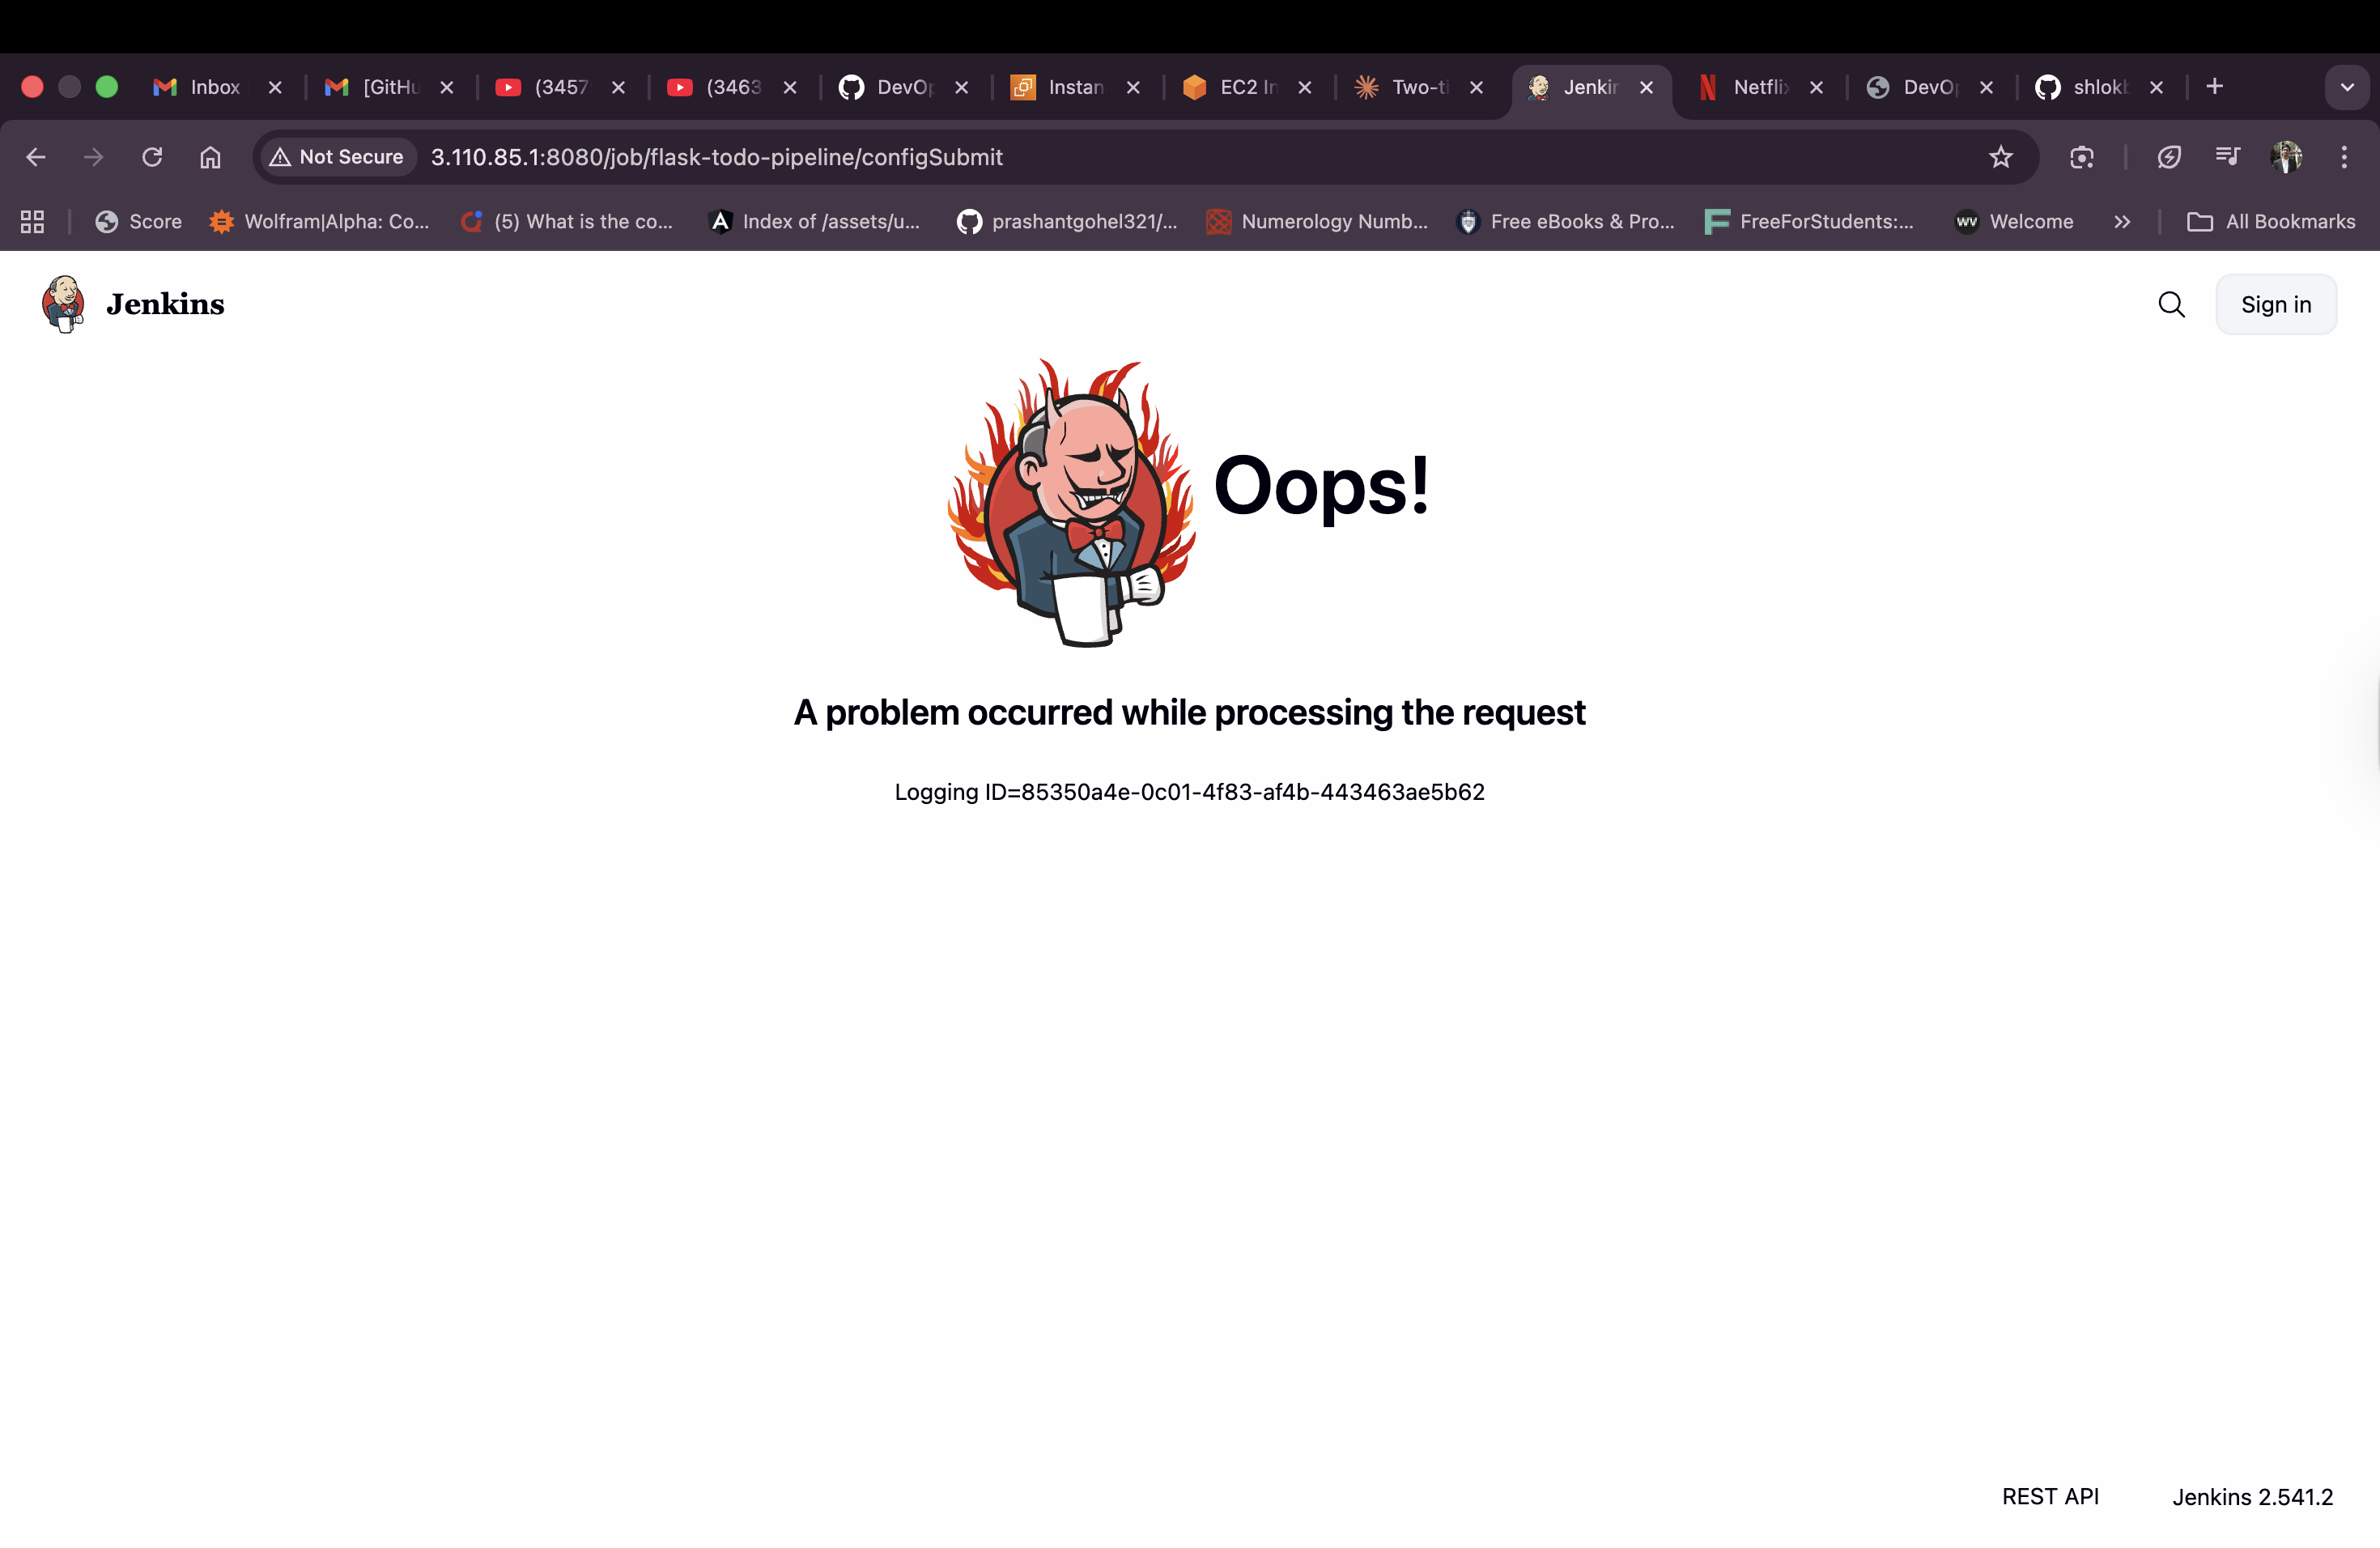 Inbox
[GitHu
(3457
(3463
DevOp
Instan
EC2 In
Two-ti
Jenkin
Netflix
DevOp
shlokb
Not Secure
3.110.85.1:8080/job/flask-todo-pipeline/configSubmit
Score
Wolfram|Alpha: Co...
(5) What is the co...
Index of /assets/u...
prashantgohel321/...
Numerology Numb...
Free eBooks & Pro...
FreeForStudents:...
Welcome
All Bookmarks
Jenkins
Sign in
Oops!
A problem occurred while processing the request
Logging ID=85350a4e-0c01-4f83-af4b-443463ae5b62
REST API
Jenkins 2.541.2